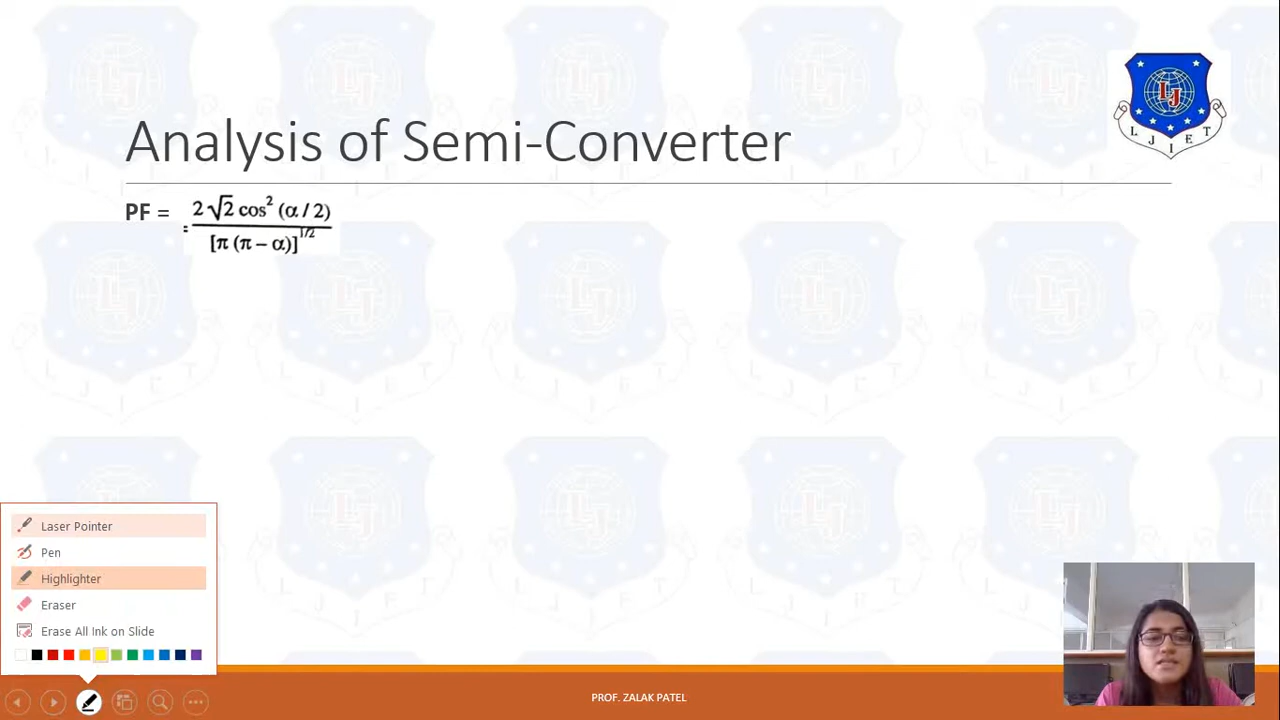 Analysis of Semi-Converter
PF = = 2√2 cos² (α / 2) / [π (π – α)]^1/2
LJ
L J I E T
Laser Pointer
Pen
Highlighter
Eraser
Erase All Ink on Slide
PROF. ZALAK PATEL